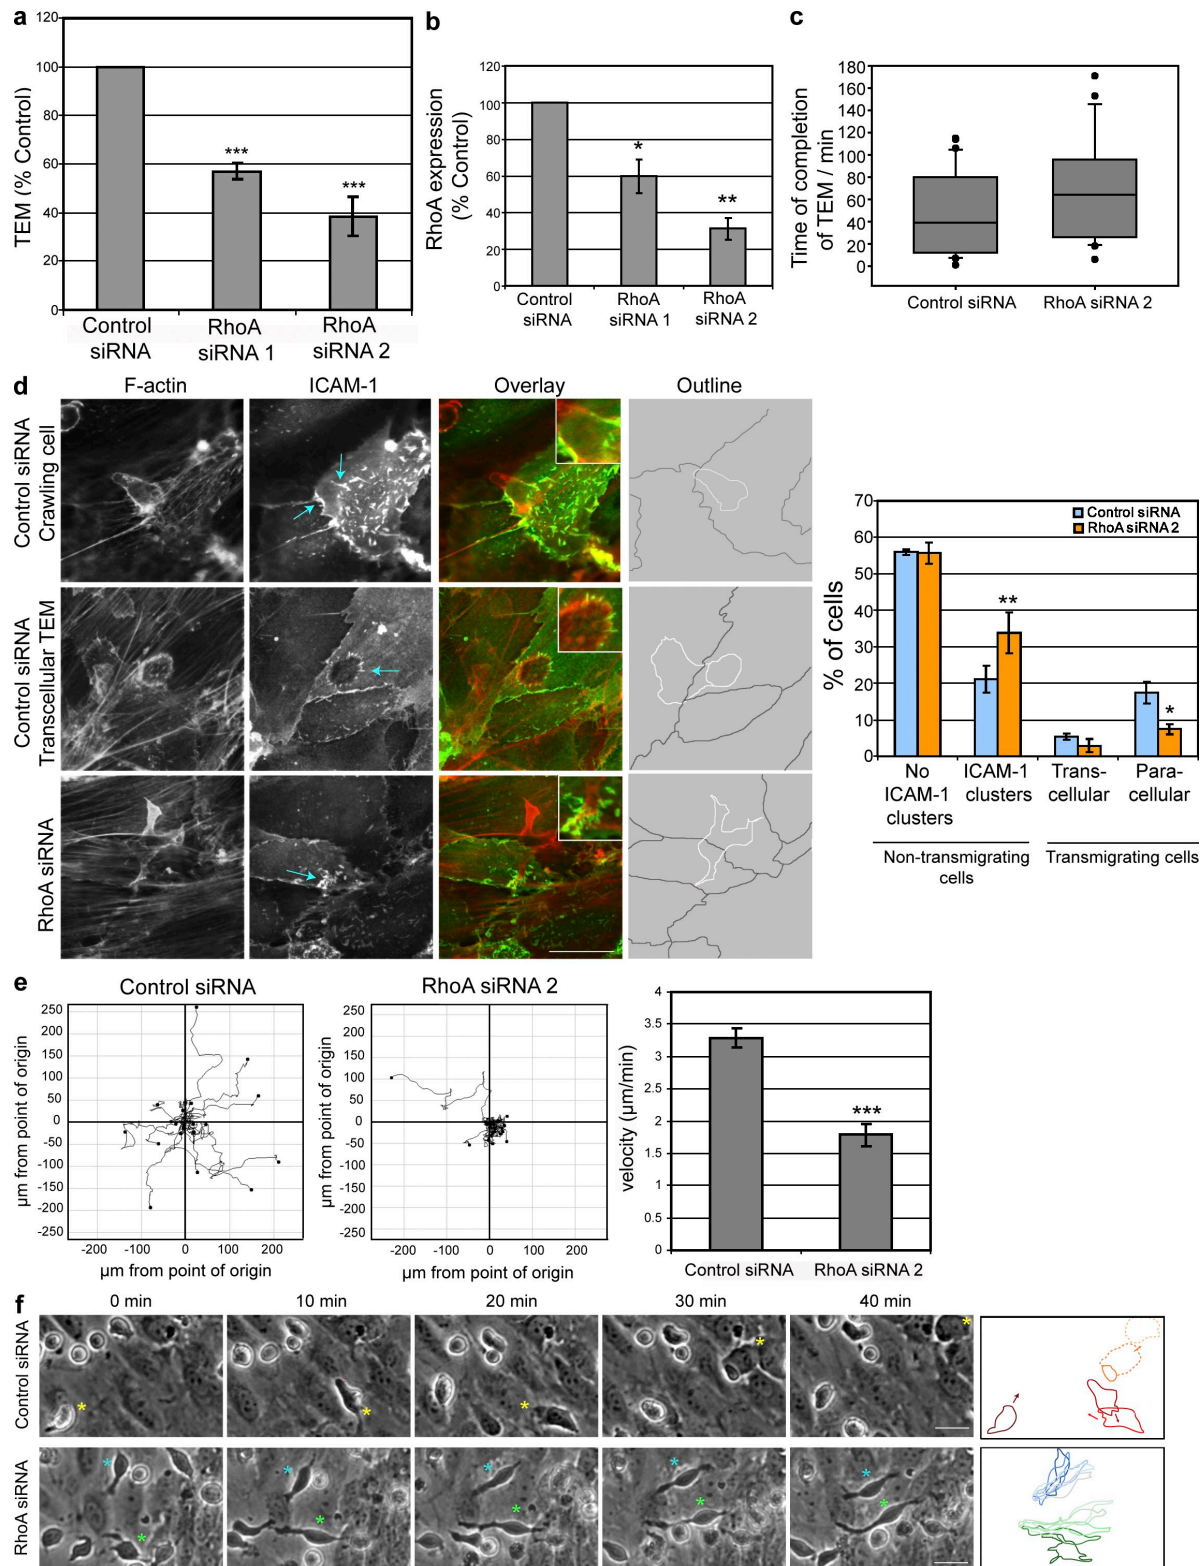 a
TEM (% Control)
120
100
80
60
40
20
0
***
***
Control
siRNA
RhoA
siRNA 1
RhoA
siRNA 2
b
RhoA expression
(% Control)
120
100
80
60
40
20
0
*
**
Control
siRNA
RhoA
siRNA 1
RhoA
siRNA 2
c
Time of completion
of TEM / min
180
160
140
120
100
80
60
40
20
0
Control siRNA
RhoA siRNA 2
d
F-actin
ICAM-1
Overlay
Outline
Control siRNA
Crawling cell
Control siRNA
Transcellular TEM
RhoA siRNA
% of cells
70
60
50
40
30
20
10
0
Control siRNA
RhoA siRNA 2
**
*
No
ICAM-1
clusters
ICAM-1
clusters
Trans-
cellular
Para-
cellular
Non-transmigrating
cells
Transmigrating cells
e
Control siRNA
µm from point of origin
250
200
150
100
50
0
-50
-100
-150
-200
-250
-200
-100
0
100
200
µm from point of origin
RhoA siRNA 2
µm from point of origin
250
200
150
100
50
0
-50
-100
-150
-200
-250
-200
-100
0
100
200
µm from point of origin
velocity (µm/min)
4
3.5
3
2.5
2
1.5
1
0.5
0
***
Control siRNA
RhoA siRNA 2
f
0 min
10 min
20 min
30 min
40 min
Control siRNA
*
*
*
*
*
RhoA siRNA
*
*
*
*
*
*
*
*
*
*